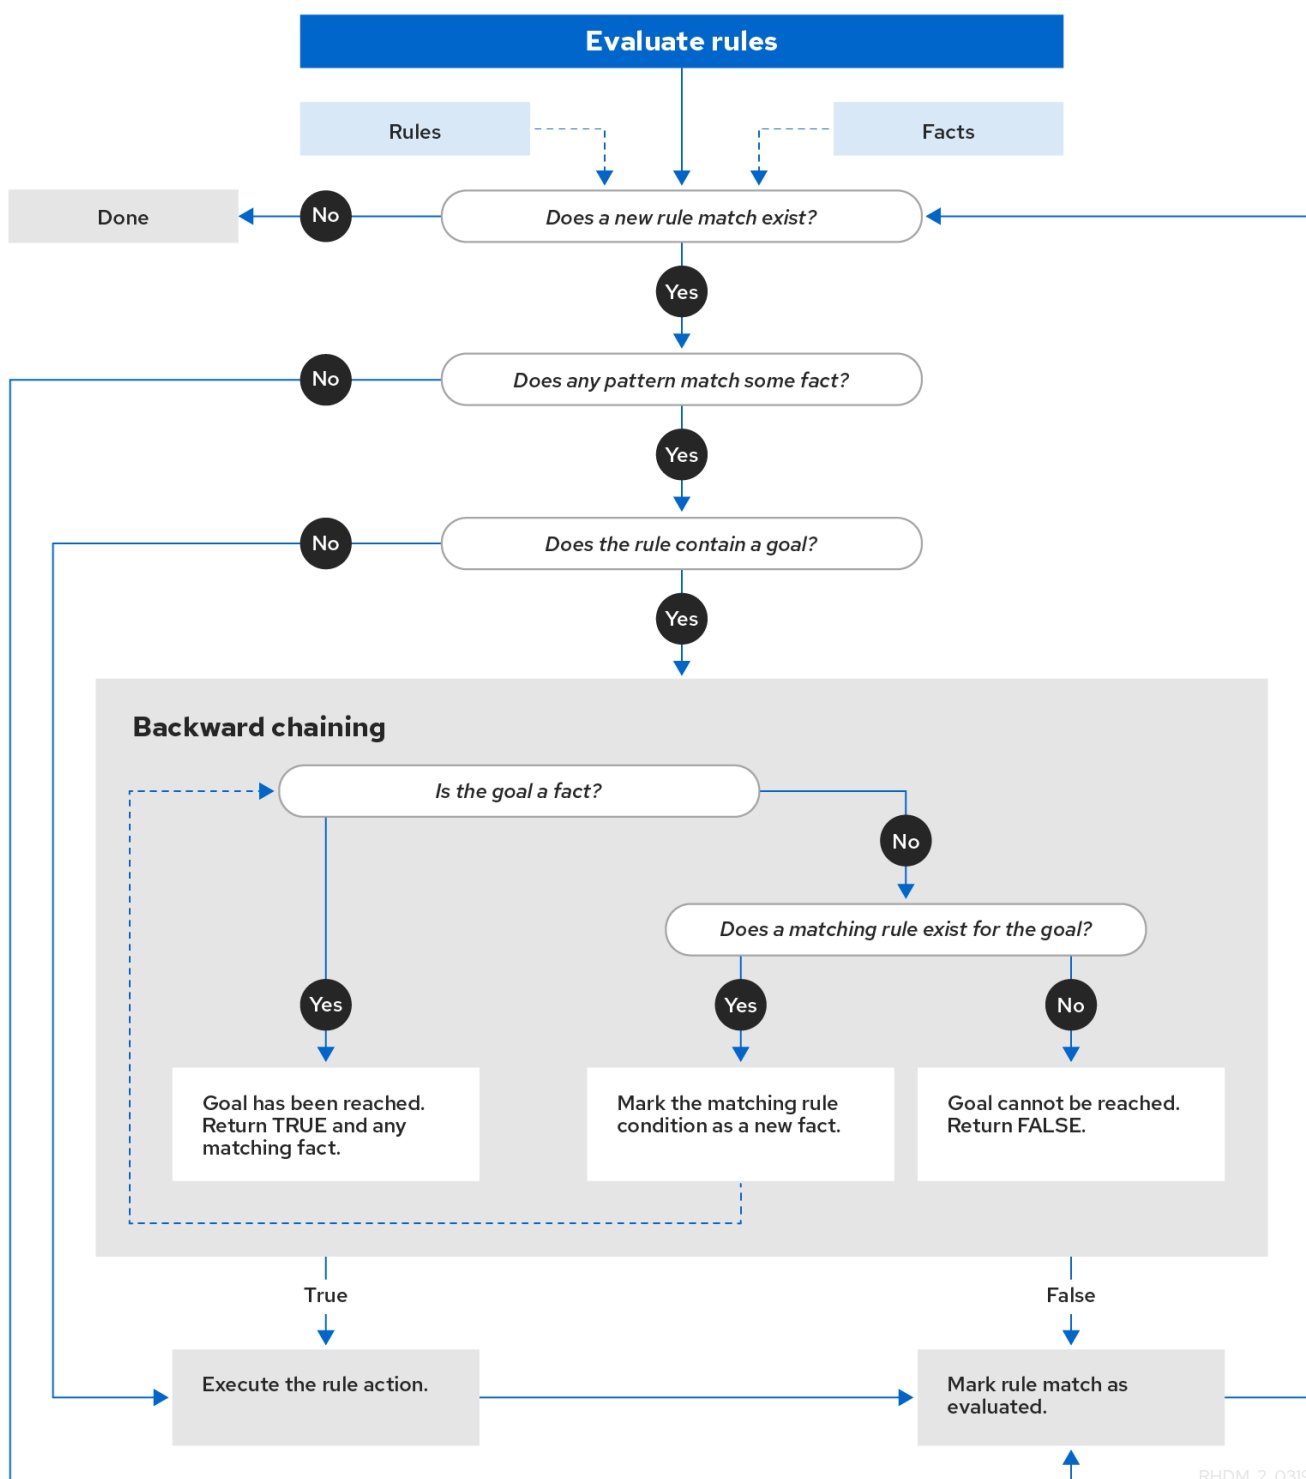 Evaluate rules
Rules
Facts
Done
No
Does a new rule match exist?
Yes
No
Does any pattern match some fact?
Yes
No
Does the rule contain a goal?
Yes
Backward chaining
Is the goal a fact?
No
Does a matching rule exist for the goal?
Yes
Yes
No
Goal has been reached.
Return TRUE and any
matching fact.
Mark the matching rule
condition as a new fact.
Goal cannot be reached.
Return FALSE.
True
False
Execute the rule action.
Mark rule match as
evaluated.
RHDM_2_0319